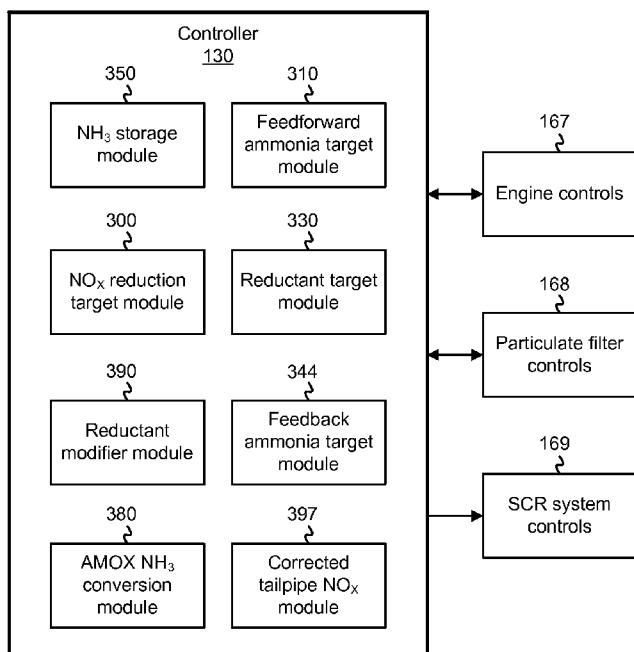 Controller
130
350
NH₃ storage
module
310
Feedforward
ammonia target
module
300
NOₓ reduction
target module
330
Reductant target
module
390
Reductant
modifier module
344
Feedback
ammonia target
module
380
AMOX NH₃
conversion
module
397
Corrected
tailpipe NOₓ
module
167
Engine controls
168
Particulate filter
controls
169
SCR system
controls